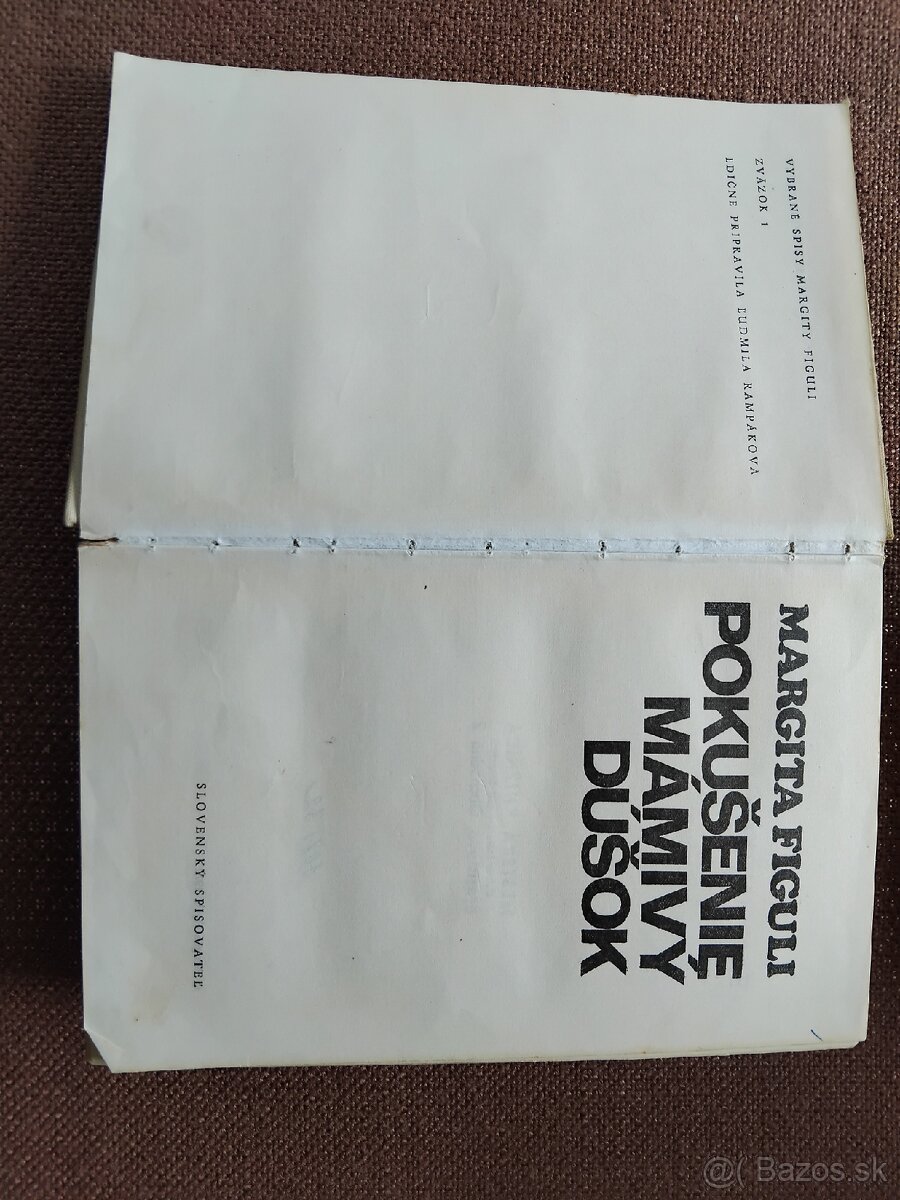 VYBRANÉ SPISY MARGITY FIGULI
ZVÄZOK 1
EDIČNE PRIPRAVILA ĽUDMILA RAMPÁKOVÁ
MARGITA FIGULI
POKUŠENIE
MÁMIVÝ
DÚŠOK
SLOVENSKÝ SPISOVATEĽ
@( Bazos.sk